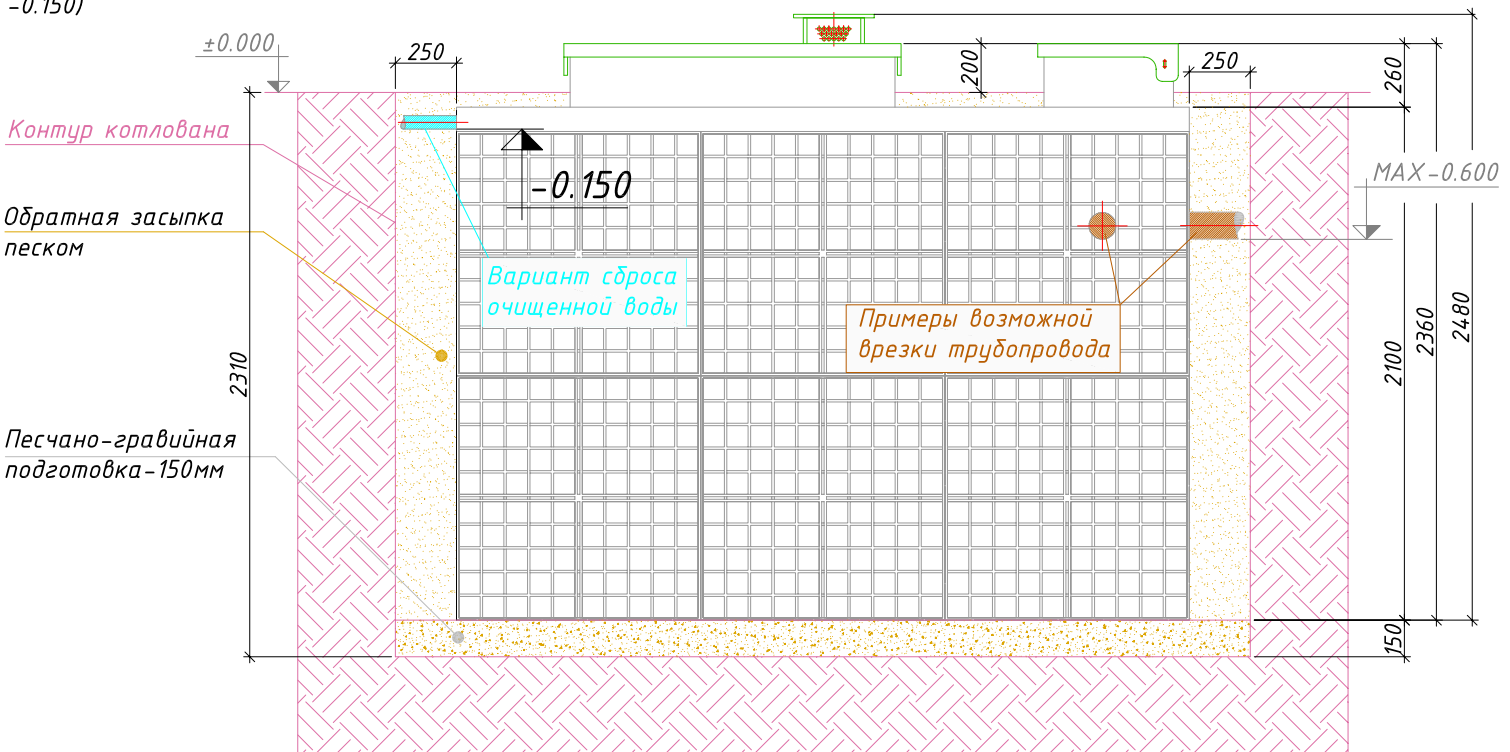 -0.150)
±0.000
250
200
250
260
Контур котлована
MAX-0.600
-0.150
Обратная засыпка
песком
Вариант сброса
очищенной воды
Примеры возможной
врезки трубопровода
2310
2100
2360
2480
Песчано-гравийная
подготовка-150мм
150